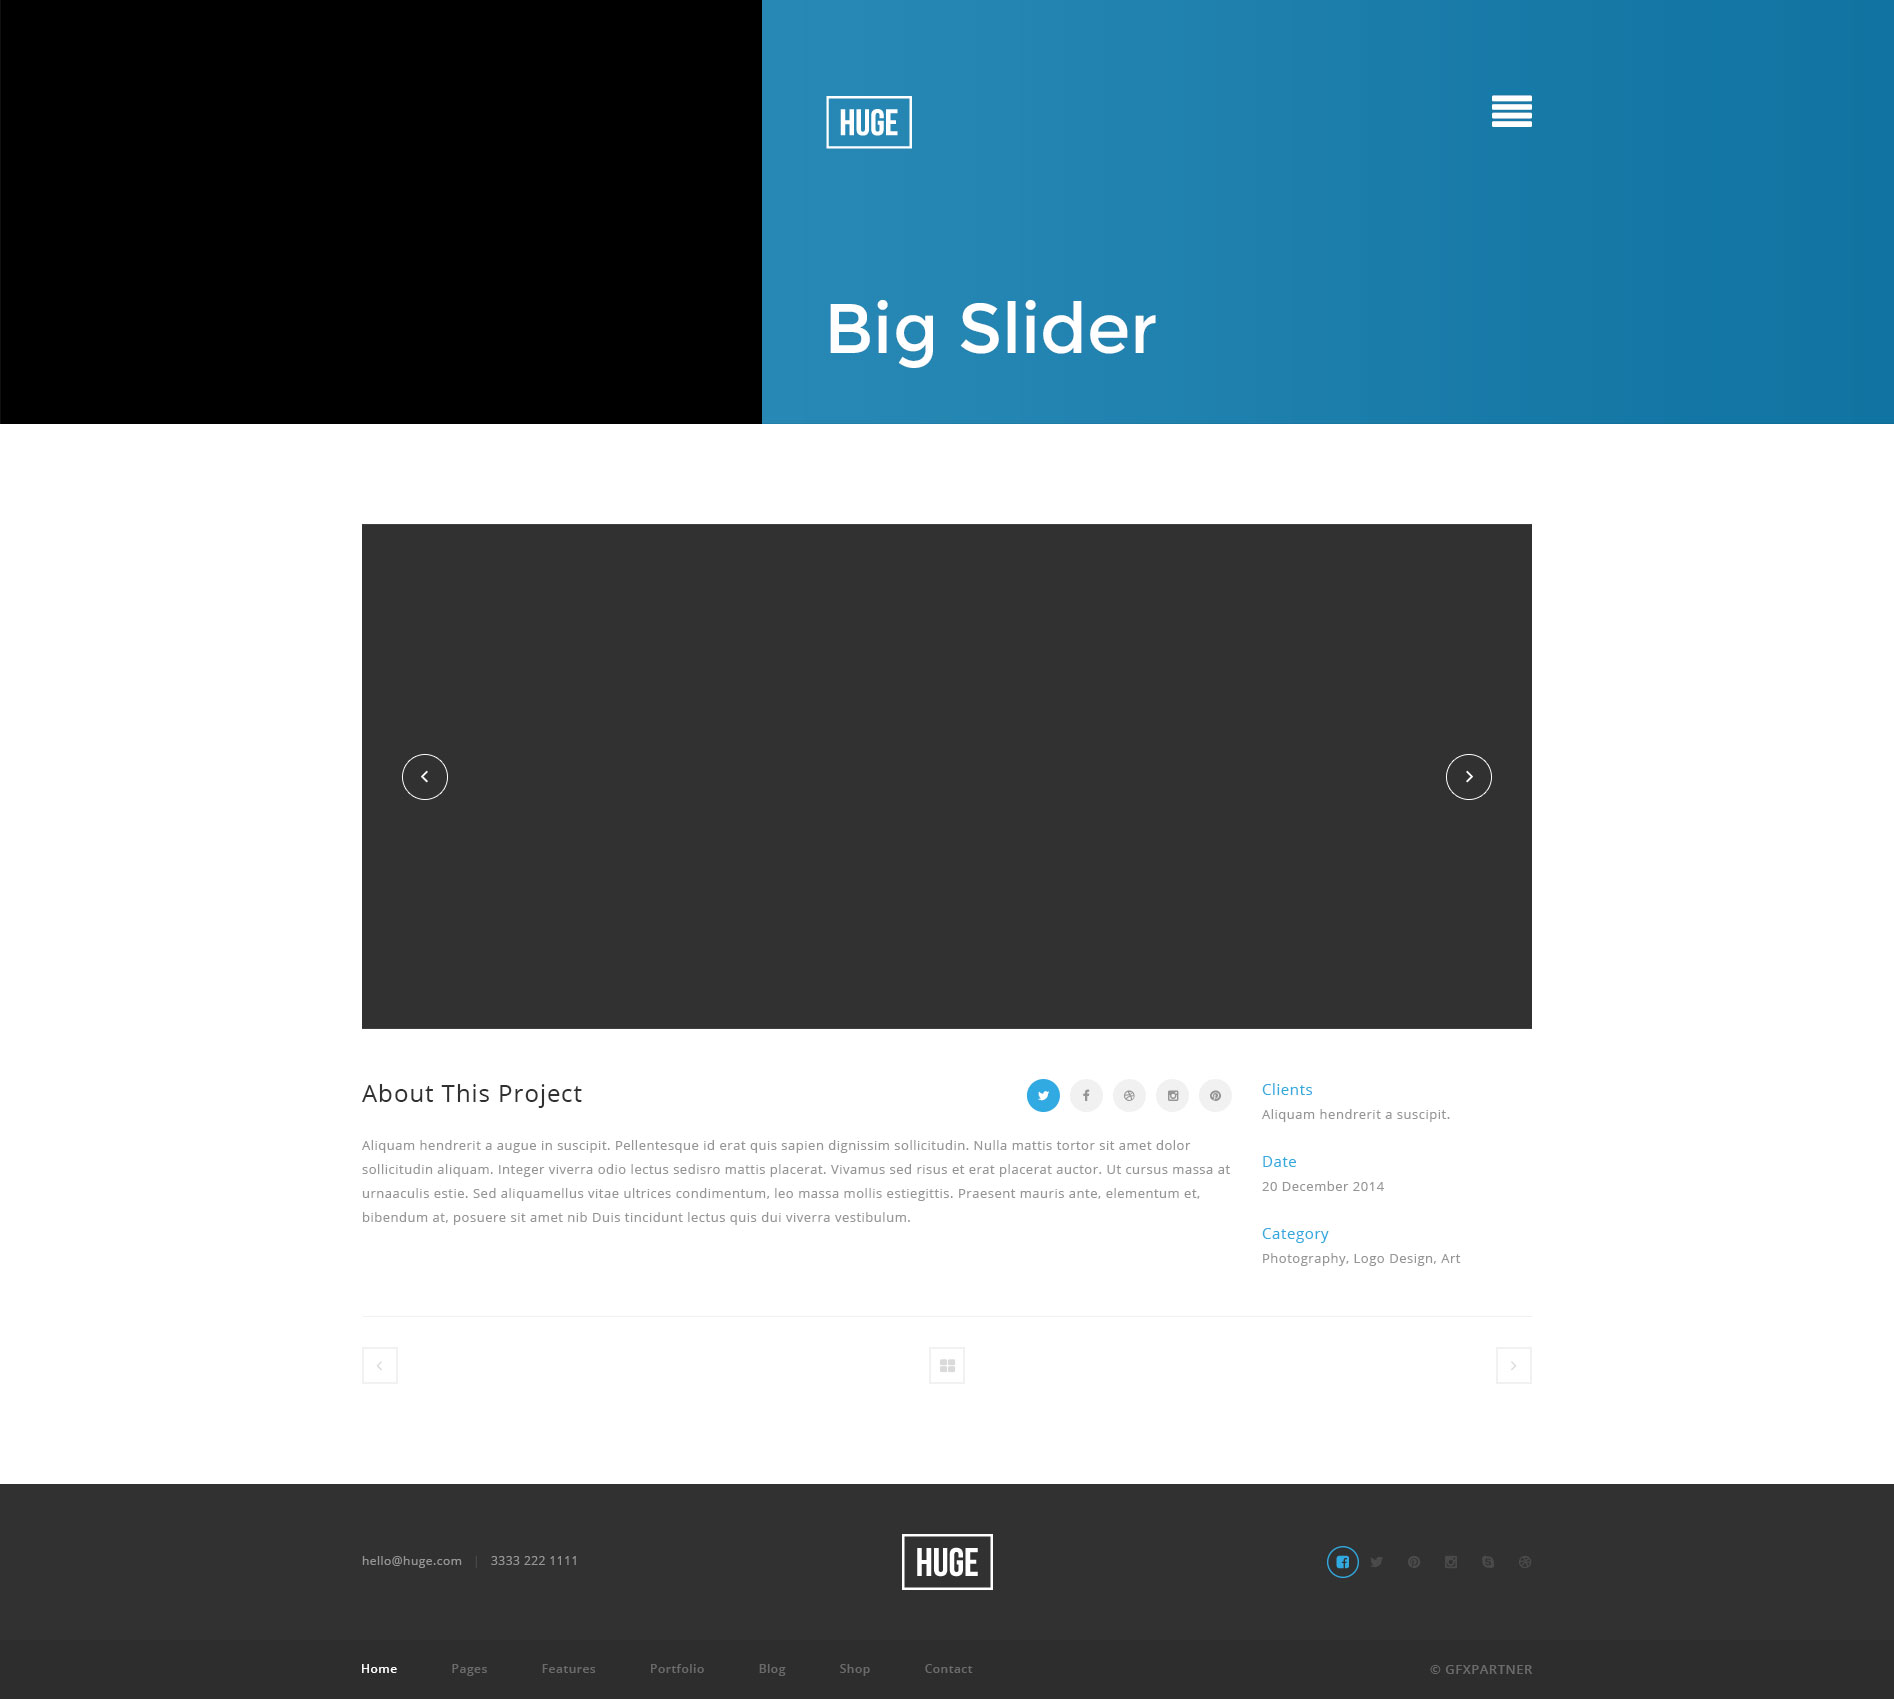 HUGE
Big Slider
About This Project
Aliquam hendrerit a augue in suscipit. Pellentesque id erat quis sapien dignissim sollicitudin. Nulla mattis tortor sit amet dolor
sollicitudin aliquam. Integer viverra odio lectus sedisro mattis placerat. Vivamus sed risus et erat placerat auctor. Ut cursus massa at
urnaaculis estie. Sed aliquamellus vitae ultrices condimentum, leo massa mollis estiegittis. Praesent mauris ante, elementum et,
bibendum at, posuere sit amet nib Duis tincidunt lectus quis dui viverra vestibulum.
Clients
Aliquam hendrerit a suscipit.
Date
20 December 2014
Category
Photography, Logo Design, Art
hello@huge.com | 3333 222 1111
HUGE
Home Pages Features Portfolio Blog Shop Contact
© GFXPARTNER